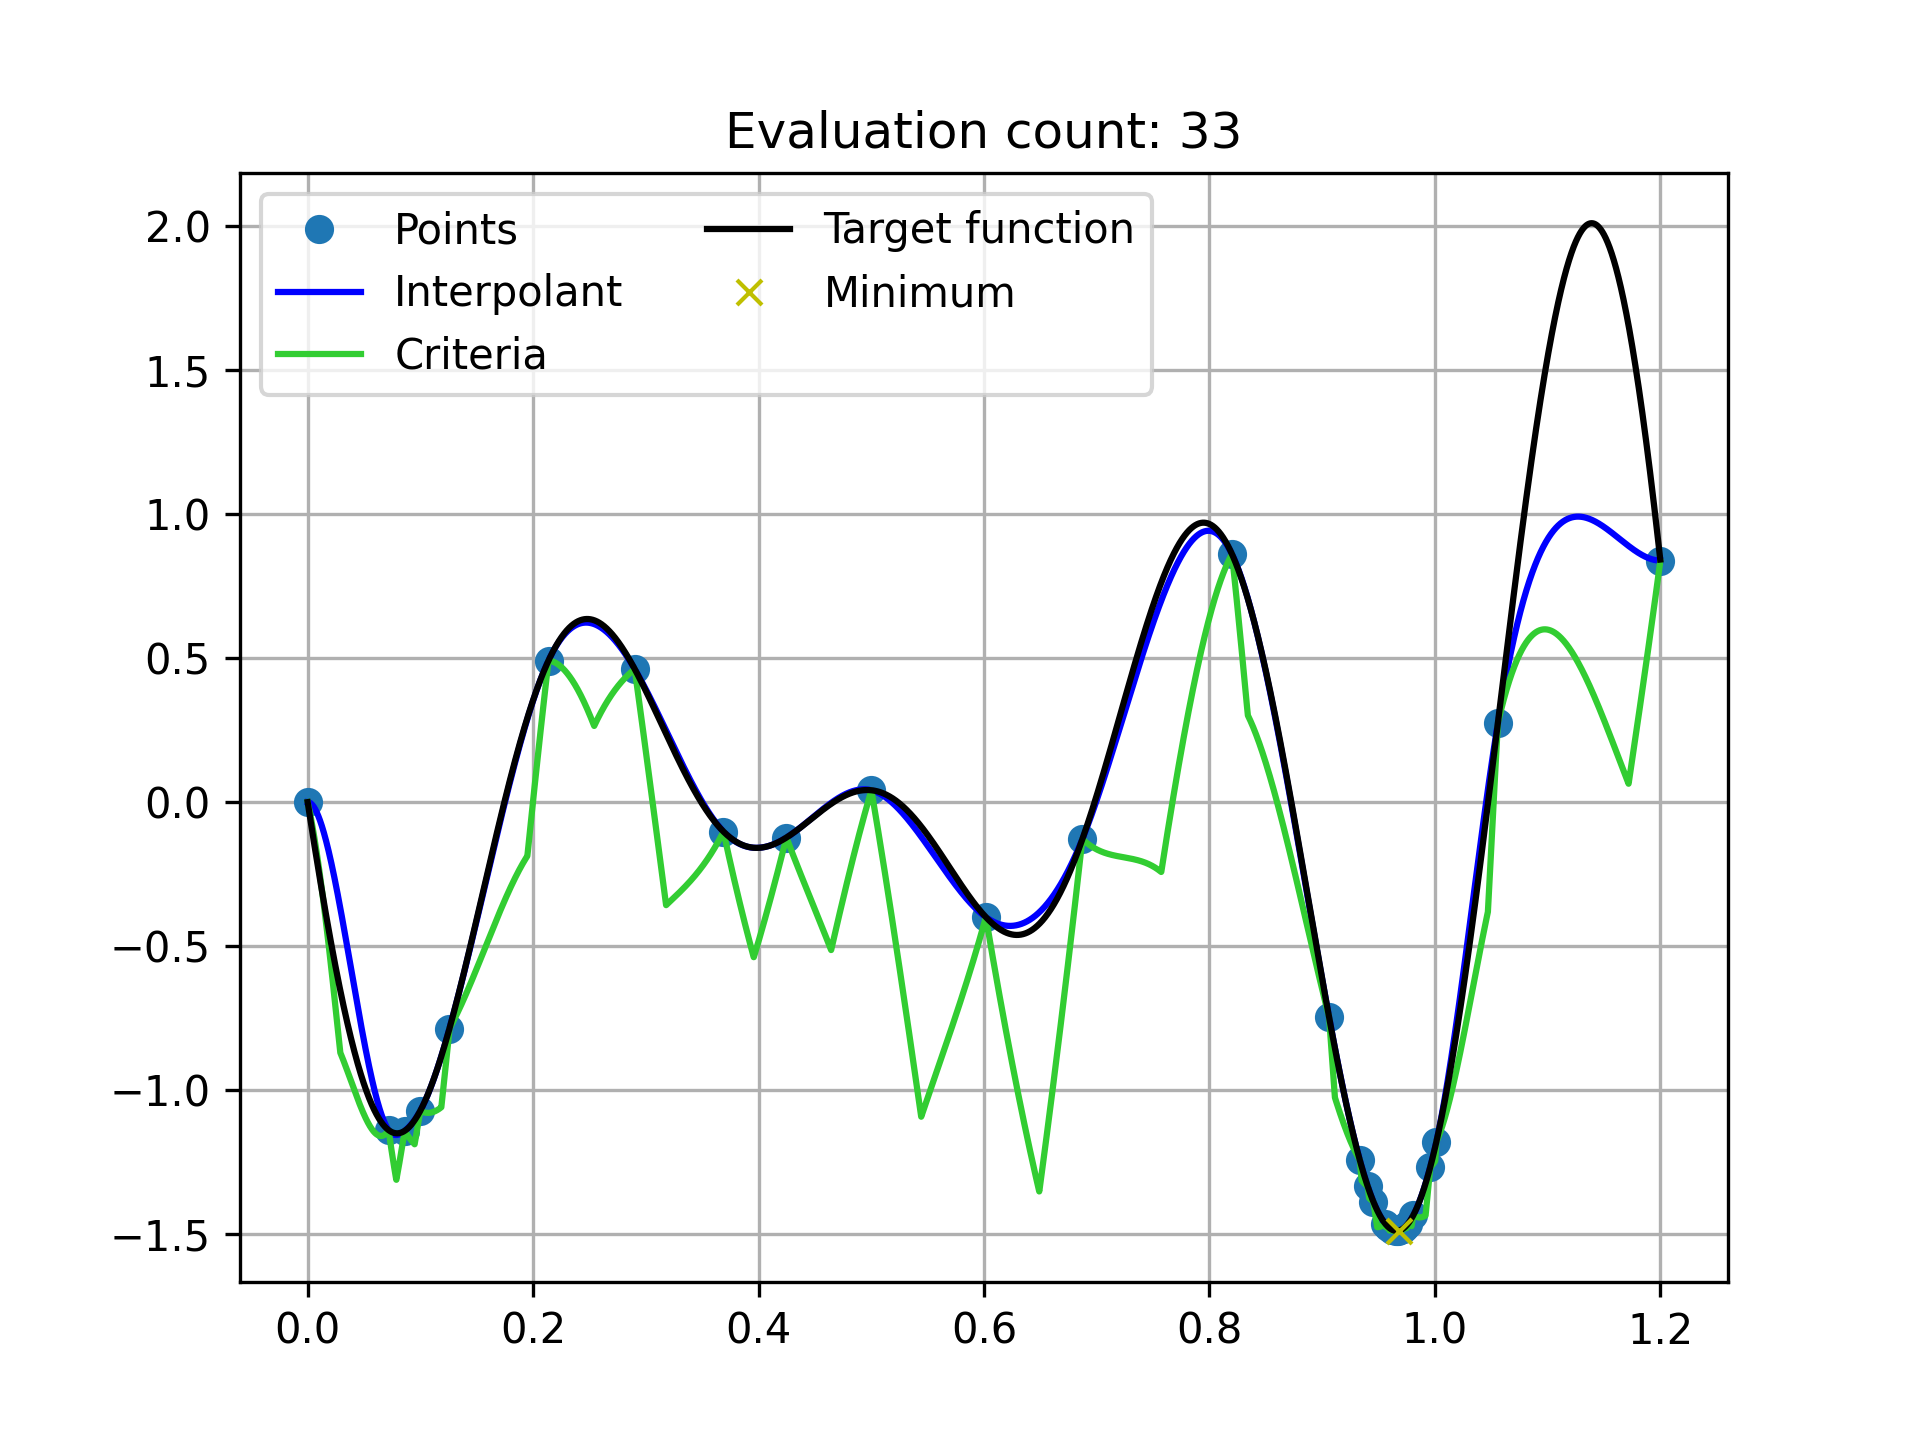 Evaluation count: 33
Points
Interpolant
Criteria
Target function
Minimum
2.0
1.5
1.0
0.5
0.0
−0.5
−1.0
−1.5
0.0 0.2 0.4 0.6 0.8 1.0 1.2